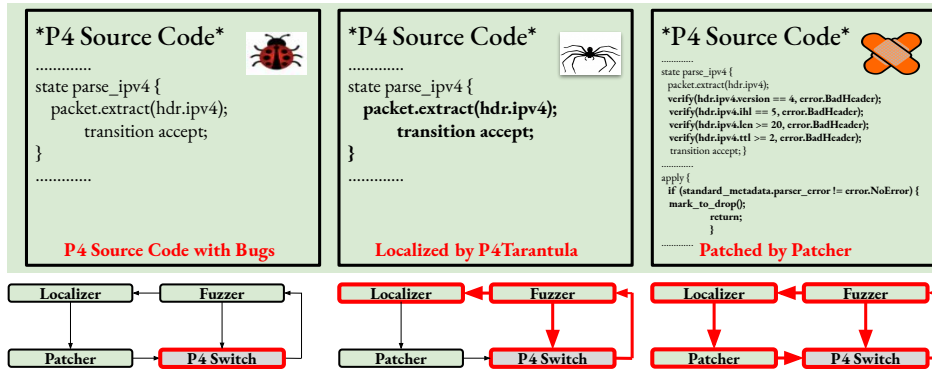 *P4 Source Code*
.............
state parse_ipv4 {
packet.extract(hdr.ipv4);
transition accept;
}
.............
P4 Source Code with Bugs
*P4 Source Code*
.............
state parse_ipv4 {
packet.extract(hdr.ipv4);
transition accept;
}
.............
Localized by P4Tarantula
*P4 Source Code*
.............
state parse_ipv4 {
packet.extract(hdr.ipv4);
verify(hdr.ipv4.version == 4, error.BadHeader);
verify(hdr.ipv4.ihl == 5, error.BadHeader);
verify(hdr.ipv4.len >= 20, error.BadHeader);
verify(hdr.ipv4.ttl >= 2, error.BadHeader);
transition accept; }
.............
apply {
if (standard_metadata.parser_error != error.NoError) {
mark_to_drop();
return;
}
.............
Patched by Patcher
Localizer
Fuzzer
Patcher
P4 Switch
Localizer
Fuzzer
Patcher
P4 Switch
Localizer
Fuzzer
Patcher
P4 Switch